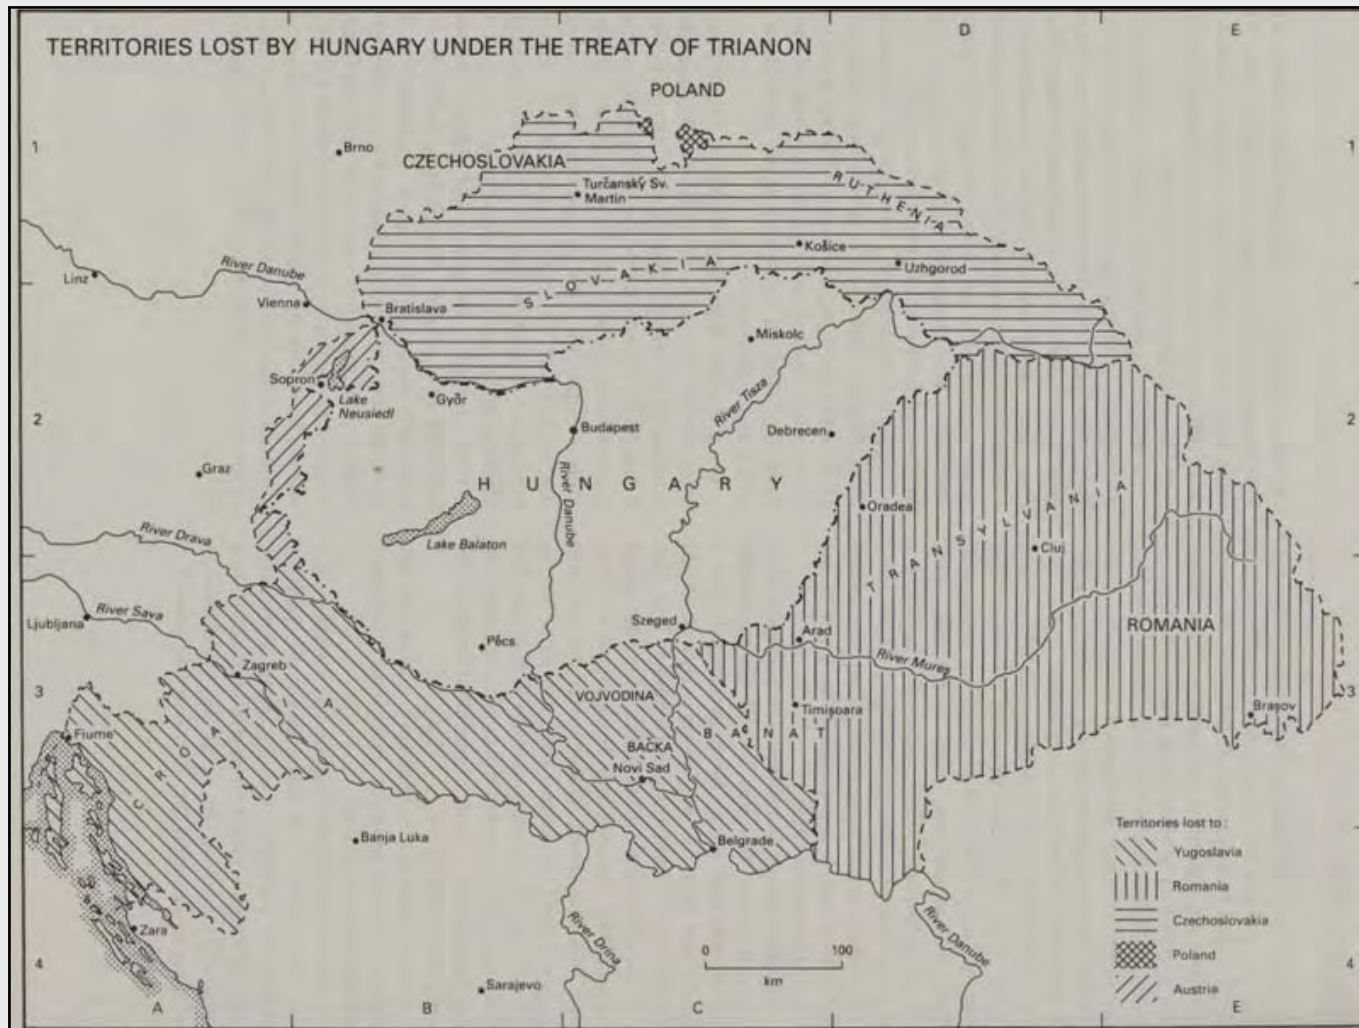 TERRITORIES LOST BY HUNGARY UNDER THE TREATY OF TRIANON
D
E
POLAND
1
1
Brno
CZECHOSLOVAKIA
Turčanský Sv.
Martin
RUTHENIA
Košice
Uzhgorod
SLOVAKIA
River Danube
Linz
Vienna
Bratislava
Miskolc
Sopron
Lake
Neusiedl
Győr
River Tisza
2
2
Budapest
Debrecen
Graz
HUNGARY
River Danube
Oradea
TRANSYLVANIA
Cluj
River Drava
Lake Balaton
River Sava
Ljubljana
Szeged
Arad
ROMANIA
Pécs
River Mureş
Zagreb
3
3
VOJVODINA
Timişoara
Braşov
Fiume
CROATIA
BAČKA
BANAT
Novi Sad
Banja Luka
Belgrade
Territories lost to :
Yugoslavia
Romania
Czechoslovakia
Poland
Austrie
Zara
River Drina
River Danube
0 100
km
4
4
Sarajevo
A
B
C
E